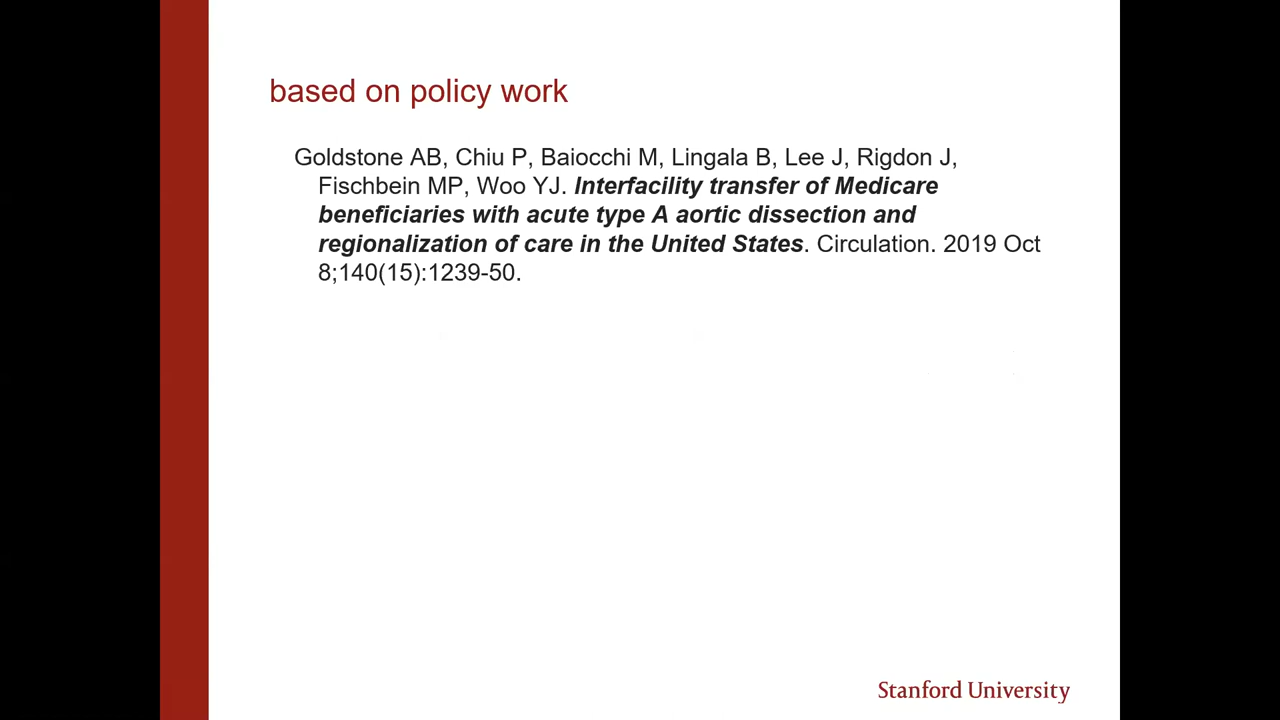 based on policy work
Goldstone AB, Chiu P, Baiocchi M, Lingala B, Lee J, Rigdon J,
Fischbein MP, Woo YJ. Interfacility transfer of Medicare
beneficiaries with acute type A aortic dissection and
regionalization of care in the United States. Circulation. 2019 Oct
8;140(15):1239-50.
Stanford University